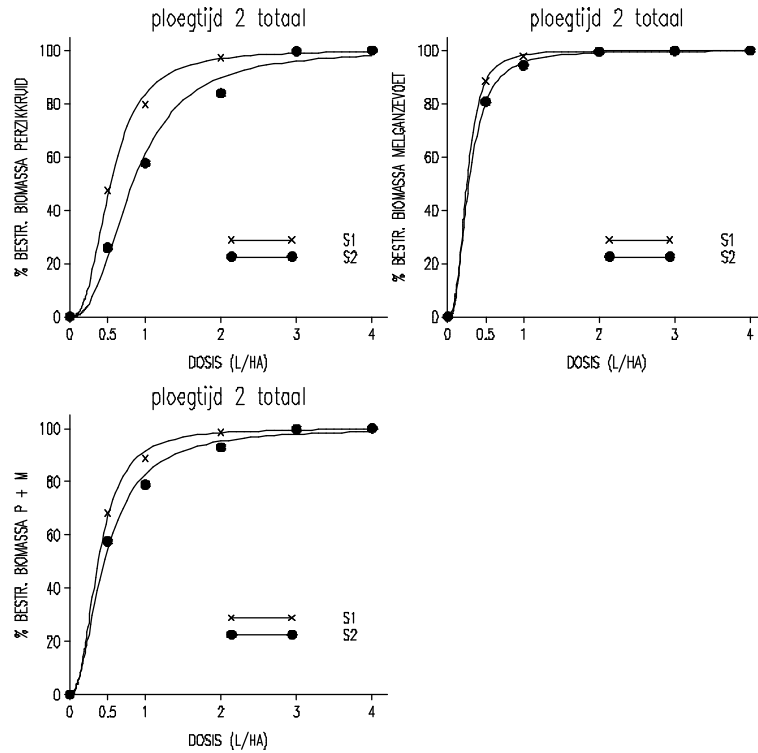 ploegtijd 2 totaal
% BESTR. BIOMASSA PERZIKKRUID
100
80
60
40
20
0
0 0.5 1 2 3 4
DOSIS (L/HA)
S1
S2
ploegtijd 2 totaal
% BESTR. BIOMASSA MELGANZEVOET
100
80
60
40
20
0
0 0.5 1 2 3 4
DOSIS (L/HA)
S1
S2
ploegtijd 2 totaal
% BESTR. BIOMASSA P + M
100
80
60
40
20
0
0 0.5 1 2 3 4
DOSIS (L/HA)
S1
S2